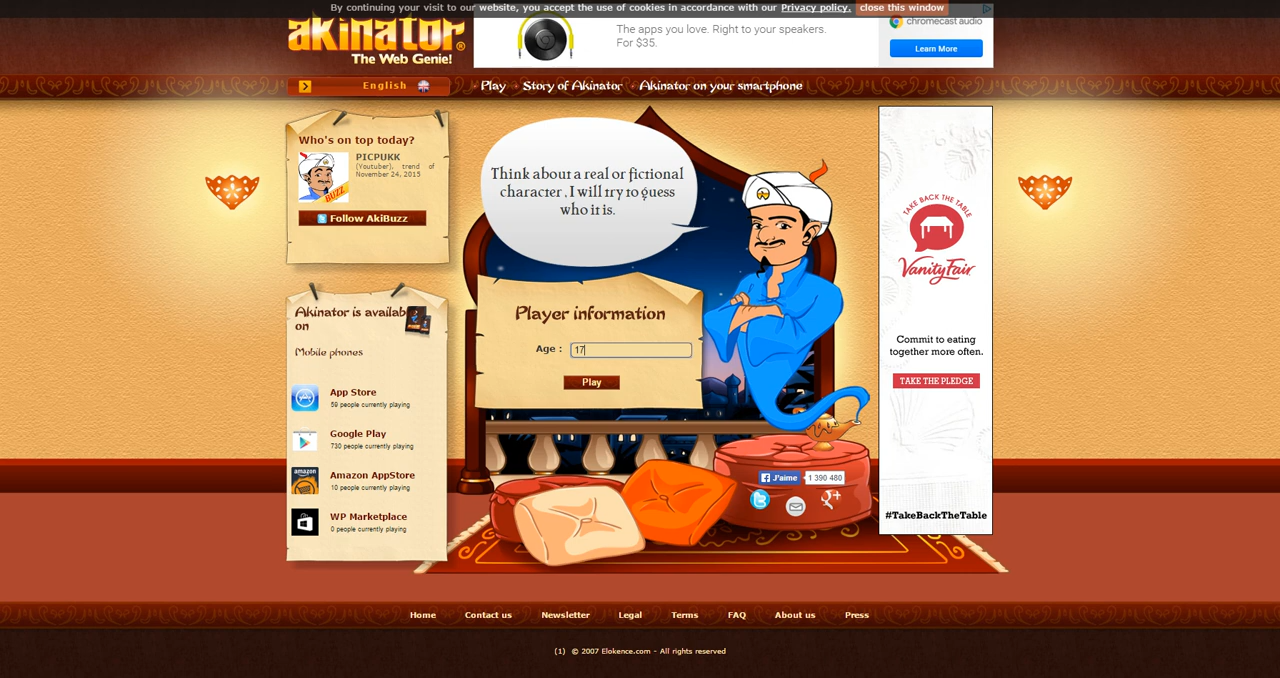 By continuing your visit to our website, you accept the use of cookies in accordance with our Privacy policy. close this window
akinator®
The Web Genie!
The apps you love. Right to your speakers.
For $35.
chromecast audio
Learn More
English
Play
Story of Akinator
Akinator on your smartphone
Who's on top today?
PICPUKK
(Youtuber), trend of
November 24, 2015
BUZZ
Follow AkiBuzz
Think about a real or fictional
character, I will try to guess
who it is.
Player information
Age : 17
Play
Akinator is availab
on
Mobile phones
App Store
59 people currently playing
Google Play
730 people currently playing
amazon
Amazon AppStore
10 people currently playing
WP Marketplace
0 people currently playing
J'aime 1 390 480
TAKE BACK THE TABLE
Vanity Fair
Commit to eating
together more often.
TAKE THE PLEDGE
#TakeBackTheTable
Home Contact us Newsletter Legal Terms FAQ About us Press
(1) © 2007 Elokence.com - All rights reserved